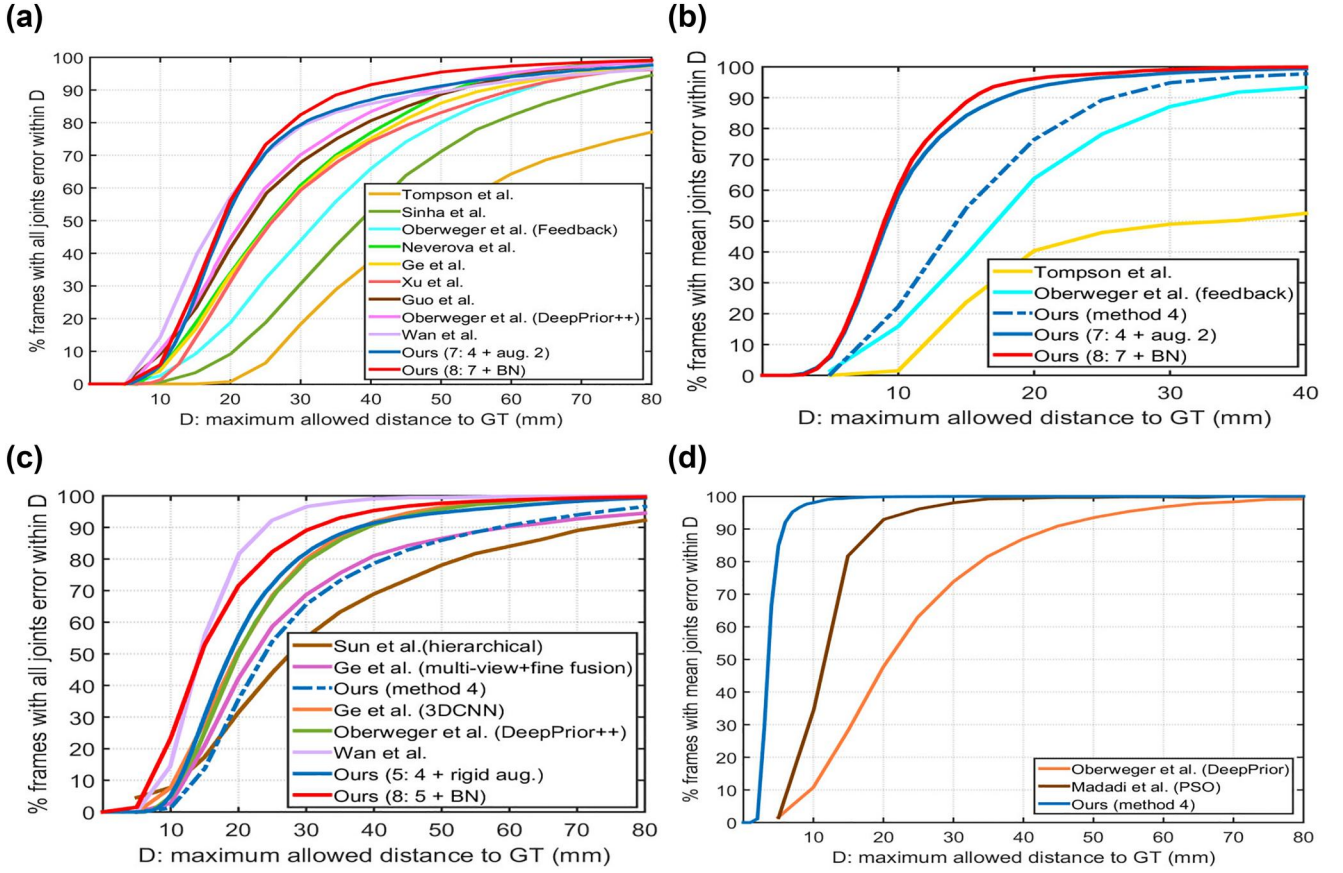 (a)
% frames with all joints error within D
100
90
80
70
60
50
40
30
20
10
0
Tompson et al.
Sinha et al.
Oberweger et al. (Feedback)
Neverova et al.
Ge et al.
Xu et al.
Guo et al.
Oberweger et al. (DeepPrior++)
Wan et al.
Ours (7: 4 + aug. 2)
Ours (8: 7 + BN)
10 20 30 40 50 60 70 80
D: maximum allowed distance to GT (mm)
(b)
% frames with mean joints error within D
100
90
80
70
60
50
40
30
20
10
0
Tompson et al.
Oberweger et al. (feedback)
Ours (method 4)
Ours (7: 4 + aug. 2)
Ours (8: 7 + BN)
10 20 30 40
D: maximum allowed distance to GT (mm)
(c)
% frames with all joints error within D
100
90
80
70
60
50
40
30
20
10
0
Sun et al.(hierarchical)
Ge et al. (multi-view+fine fusion)
Ours (method 4)
Ge et al. (3DCNN)
Oberweger et al. (DeepPrior++)
Wan et al.
Ours (5: 4 + rigid aug.)
Ours (8: 5 + BN)
10 20 30 40 50 60 70 80
D: maximum allowed distance to GT (mm)
(d)
% frames with mean joints error within D
100
90
80
70
60
50
40
30
20
10
0
Oberweger et al. (DeepPrior)
Madadi et al. (PSO)
Ours (method 4)
10 20 30 40 50 60 70 80
D: maximum allowed distance to GT (mm)